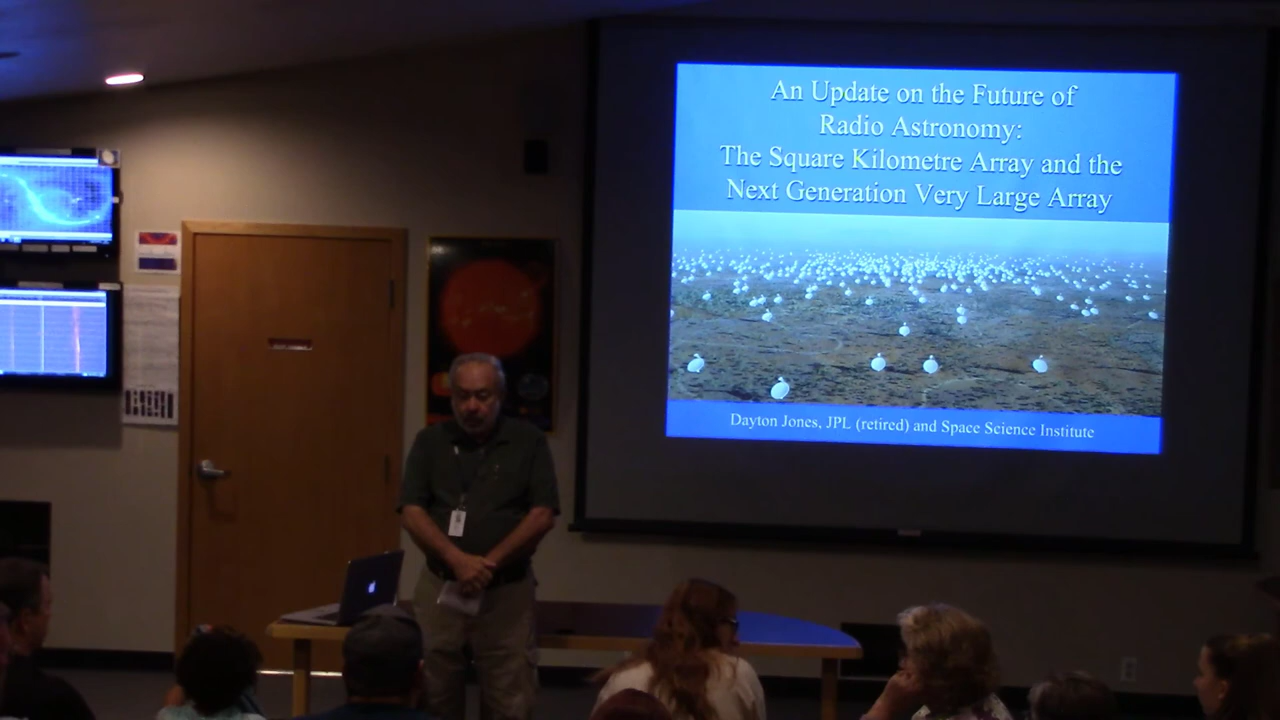 An Update on the Future of
Radio Astronomy:
The Square Kilometre Array and the
Next Generation Very Large Array
Dayton Jones, JPL (retired) and Space Science Institute